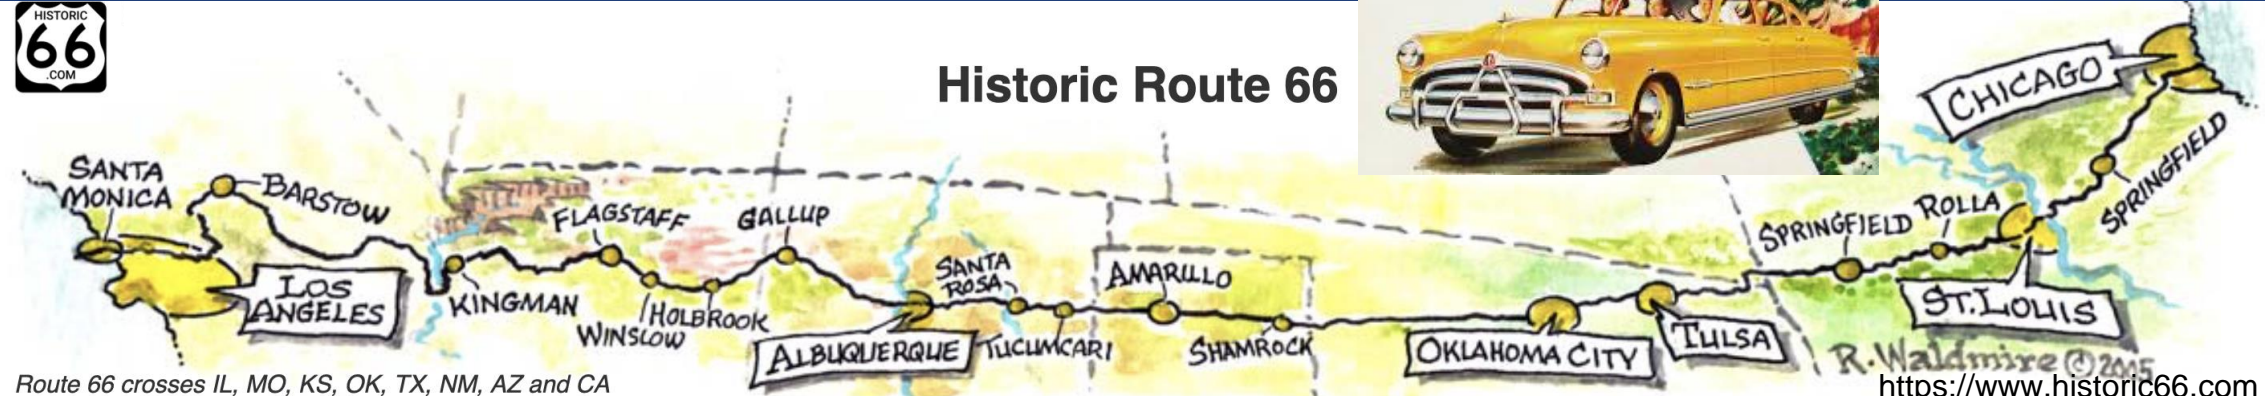 HISTORIC
66
.COM
Historic Route 66
SANTA
MONICA
BARSTOW
LOS
ANGELES
KINGMAN
FLAGSTAFF
WINSLOW
HOLBROOK
GALLUP
ALBUQUERQUE
SANTA
ROSA
TUCUMCARI
AMARILLO
SHAMROCK
OKLAHOMA CITY
TULSA
SPRINGFIELD
ROLLA
ST. LOUIS
SPRINGFIELD
CHICAGO
R. Waldmire © 2005
Route 66 crosses IL, MO, KS, OK, TX, NM, AZ and CA
https://www.historic66.com